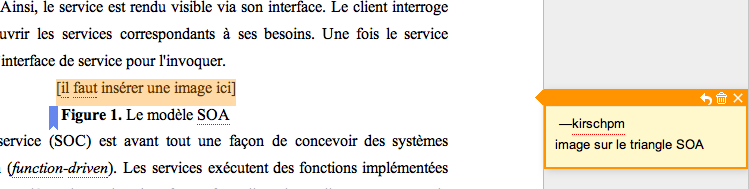 Ainsi, le service est rendu visible via son interface. Le client interroge
ouvrir les services correspondants à ses besoins. Une fois le service
interface de service pour l'invoquer.
[il faut insérer une image ici]
Figure 1. Le modèle SOA
service (SOC) est avant tout une façon de concevoir des systèmes
(function-driven). Les services exécutent des fonctions implémentées
—kirschpm
image sur le triangle SOA